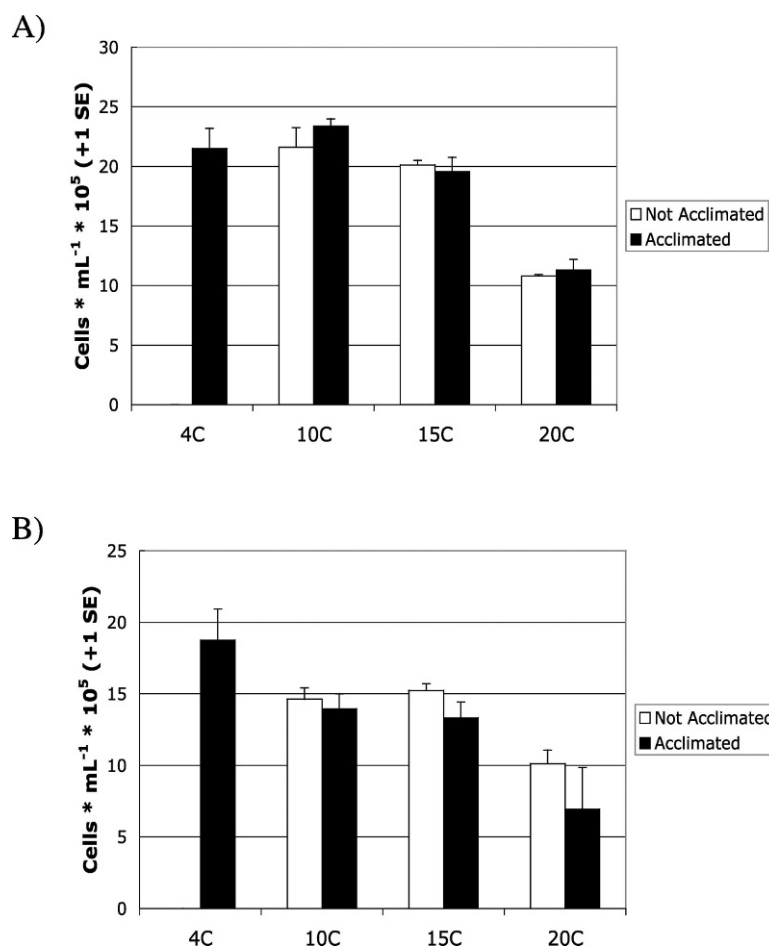 A)
Cells * mL⁻¹ * 10⁵ (+1 SE)
30
25
20
15
10
5
0
4C 10C 15C 20C
Not Acclimated
Acclimated
B)
Cells * mL⁻¹ * 10⁵ (+1 SE)
25
20
15
10
5
0
4C 10C 15C 20C
Not Acclimated
Acclimated